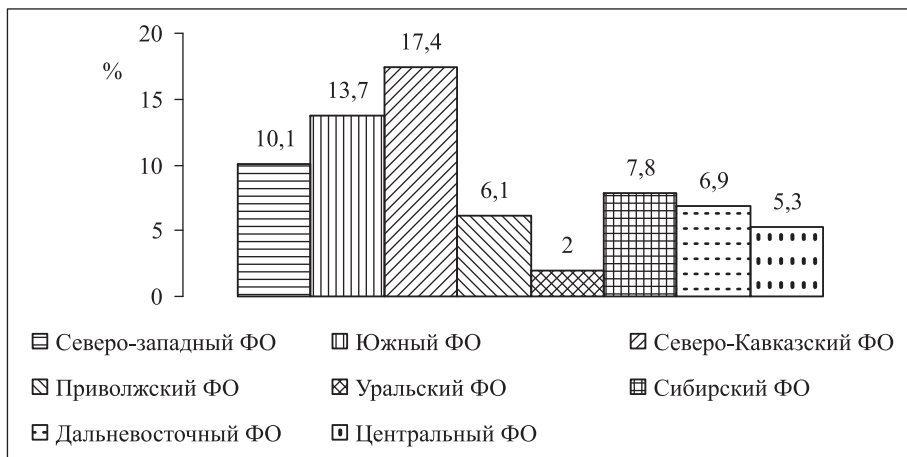 20
%
15
10
5
0
10,1
13,7
17,4
6,1
2
7,8
6,9
5,3
Северо-западный ФО
Южный ФО
Северо-Кавказский ФО
Приволжский ФО
Уральский ФО
Сибирский ФО
Дальневосточный ФО
Центральный ФО